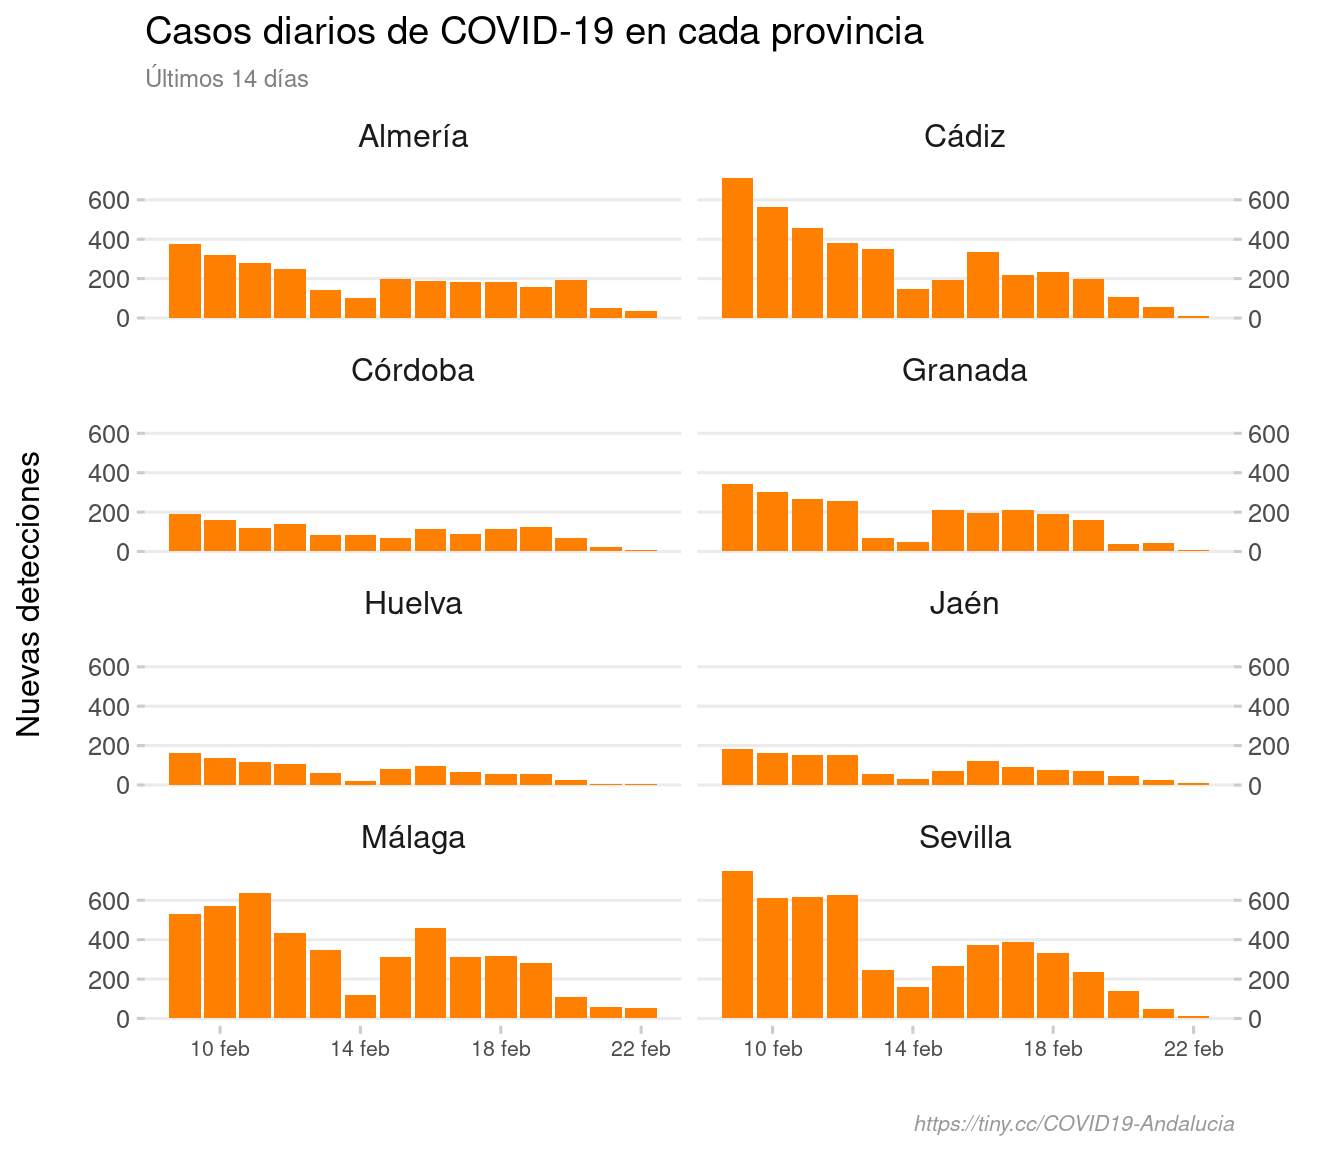 Casos diarios de COVID-19 en cada provincia
Últimos 14 días
Almería
Cádiz
600
400
200
0
600
400
200
0
Córdoba
Granada
600
400
200
0
600
400
200
0
Huelva
Jaén
600
400
200
0
600
400
200
0
Málaga
Sevilla
600
400
200
0
600
400
200
0
10 feb 14 feb 18 feb 22 feb
10 feb 14 feb 18 feb 22 feb
Nuevas detecciones
https://tiny.cc/COVID19-Andalucia